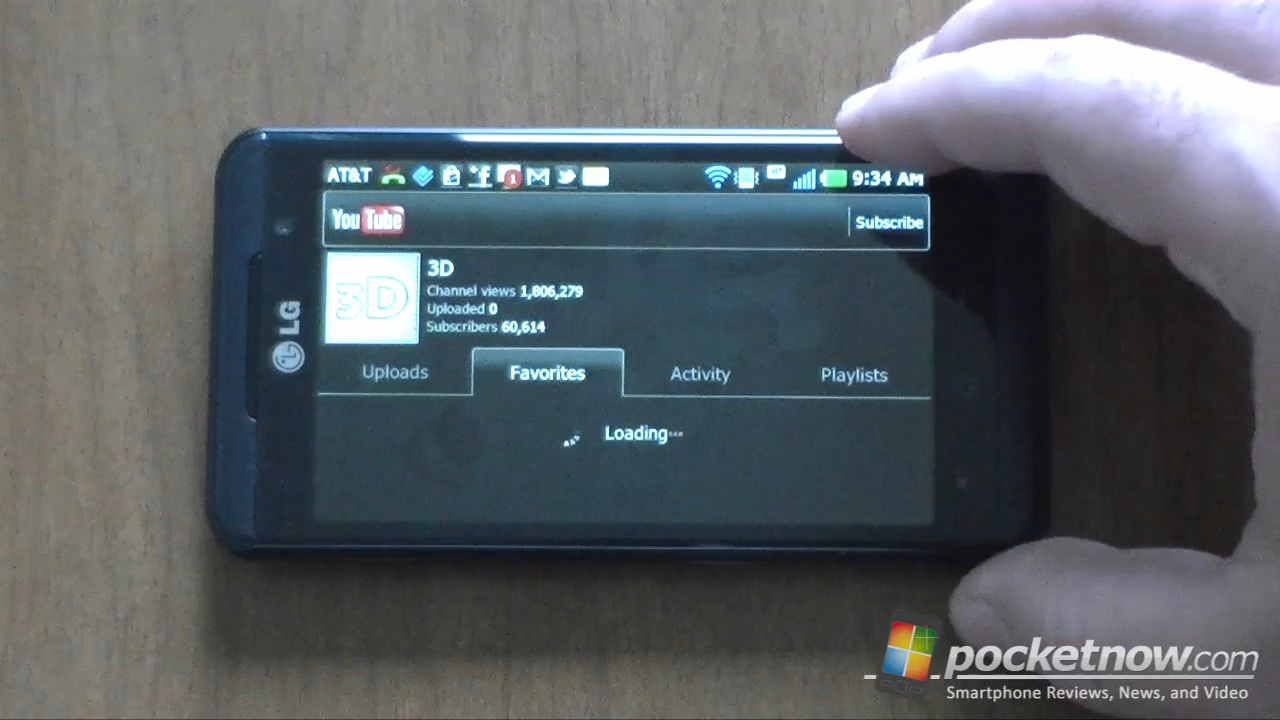 AT&T 1 9:34 AM
YouTube Subscribe
3D
3D
Channel views 1,806,279
Uploaded 0
Subscribers 60,614
Uploads Favorites Activity Playlists
Loading...
LG
pocketnow.com
Smartphone Reviews, News, and Video